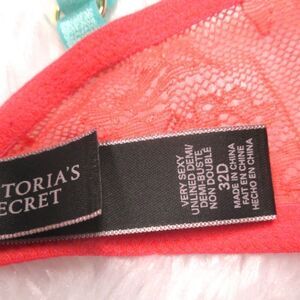 TORIA'S
ECRET
VERY SEXY
UNLINED DEMI/
DEMI-BUSTE
NON DOUBLÉ
32D
MADE IN CHINA
FAIT EN CHINE
HECHO EN CHINA